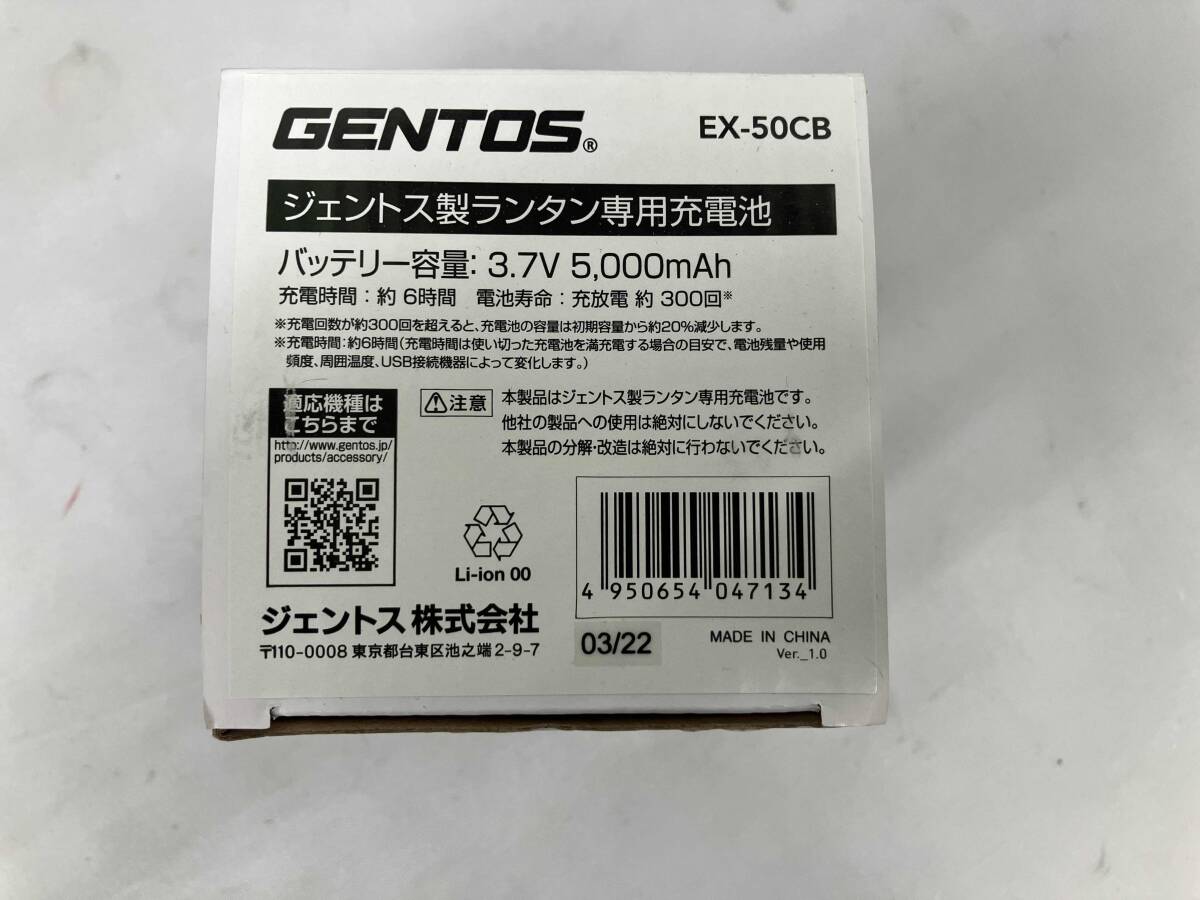 GENTOS®
EX-50CB
ジェントス製ランタン専用充電池
バッテリー容量: 3.7V 5,000mAh
充電時間：約 6時間　電池寿命：充放電 約 300回※
※充電回数が約300回を超えると、充電池の容量は初期容量から約20%減少します。
※充電時間：約6時間（充電時間は使い切った充電池を満充電する場合の目安で、電池残量や使用
頻度、周囲温度、USB接続機器によって変化します。）
適応機種は
こちらまで
http://www.gentos.jp/
products/accessory/
⚠注意
本製品はジェントス製ランタン専用充電池です。
他社の製品への使用は絶対にしないでください。
本製品の分解・改造は絶対に行わないでください。
Li-ion 00
4 950654 047134
ジェントス株式会社
〒110-0008 東京都台東区池之端2-9-7
03/22
MADE IN CHINA
Ver._1.0